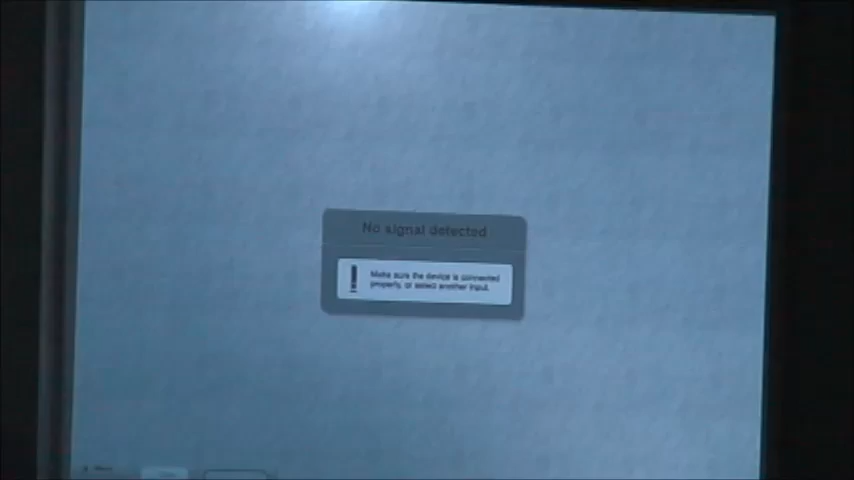 No signal detected
!
Make sure the device is connected
properly, or select another input.